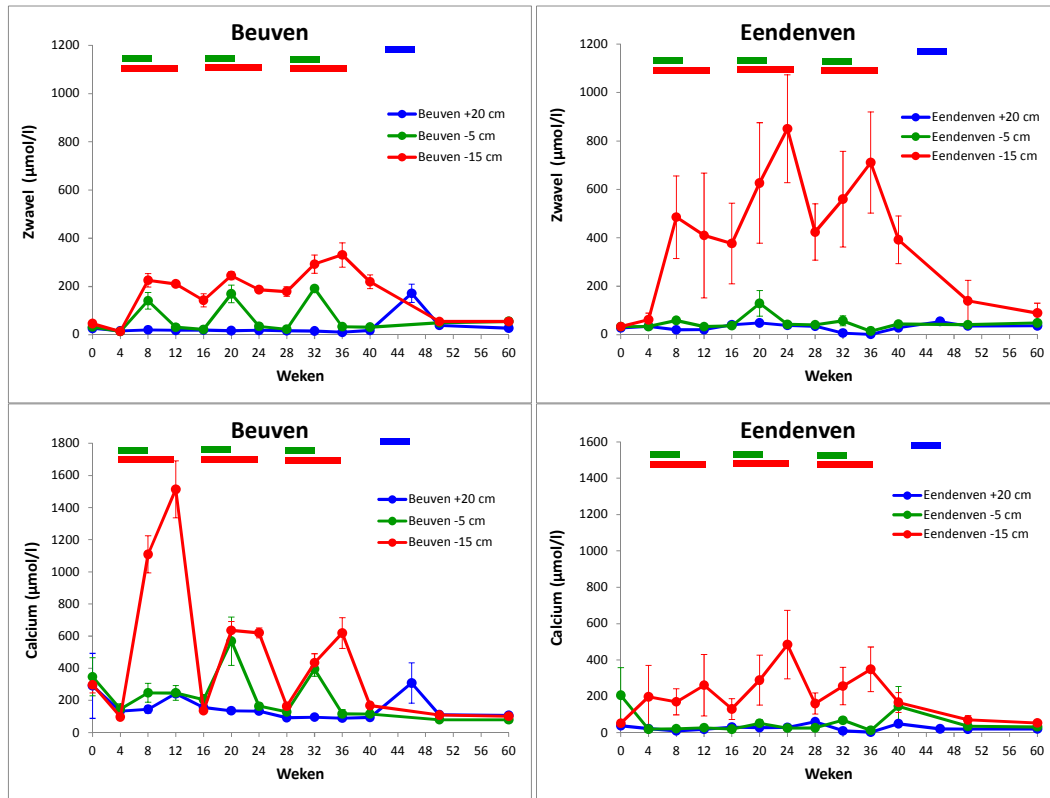 Beuven
Zwavel (µmol/l)
1200
1000
800
600
400
200
0
Beuven +20 cm
Beuven -5 cm
Beuven -15 cm
0 4 8 12 16 20 24 28 32 36 40 44 48 52 56 60
Weken
Eendenven
Zwavel (µmol/l)
1200
1000
800
600
400
200
0
Eendenven +20 cm
Eendenven -5 cm
Eendenven -15 cm
0 4 8 12 16 20 24 28 32 36 40 44 48 52 56 60
Weken
Beuven
Calcium (µmol/l)
1800
1600
1400
1200
1000
800
600
400
200
0
Beuven +20 cm
Beuven -5 cm
Beuven -15 cm
0 4 8 12 16 20 24 28 32 36 40 44 48 52 56 60
Weken
Eendenven
Calcium (µmol/l)
1600
1400
1200
1000
800
600
400
200
0
Eendenven +20 cm
Eendenven -5 cm
Eendenven -15 cm
0 4 8 12 16 20 24 28 32 36 40 44 48 52 56 60
Weken